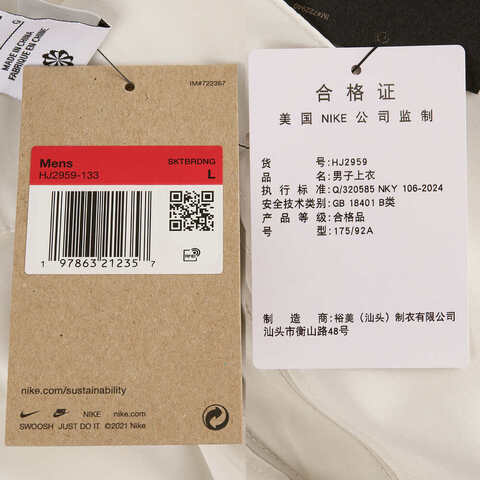 G
MADE IN CHINA
FABRIQUÉ EN CHINE
IM#722367
Mens
SKTBRDNG
HJ2959-133
L
RFID
1 97863 21235 7
nike.com/sustainability
NIKE nike.com
SWOOSH JUST DO IT. ©2021 Nike
合格证
美国 NIKE 公司监制
货号:HJ2959
品名:男子上衣
执行标准:Q/320585 NKY 106-2024
安全技术类别:GB 18401 B类
产品等级:合格品
号型:175/92A
制造商:裕美（汕头）制衣有限公司
汕头市衡山路48号